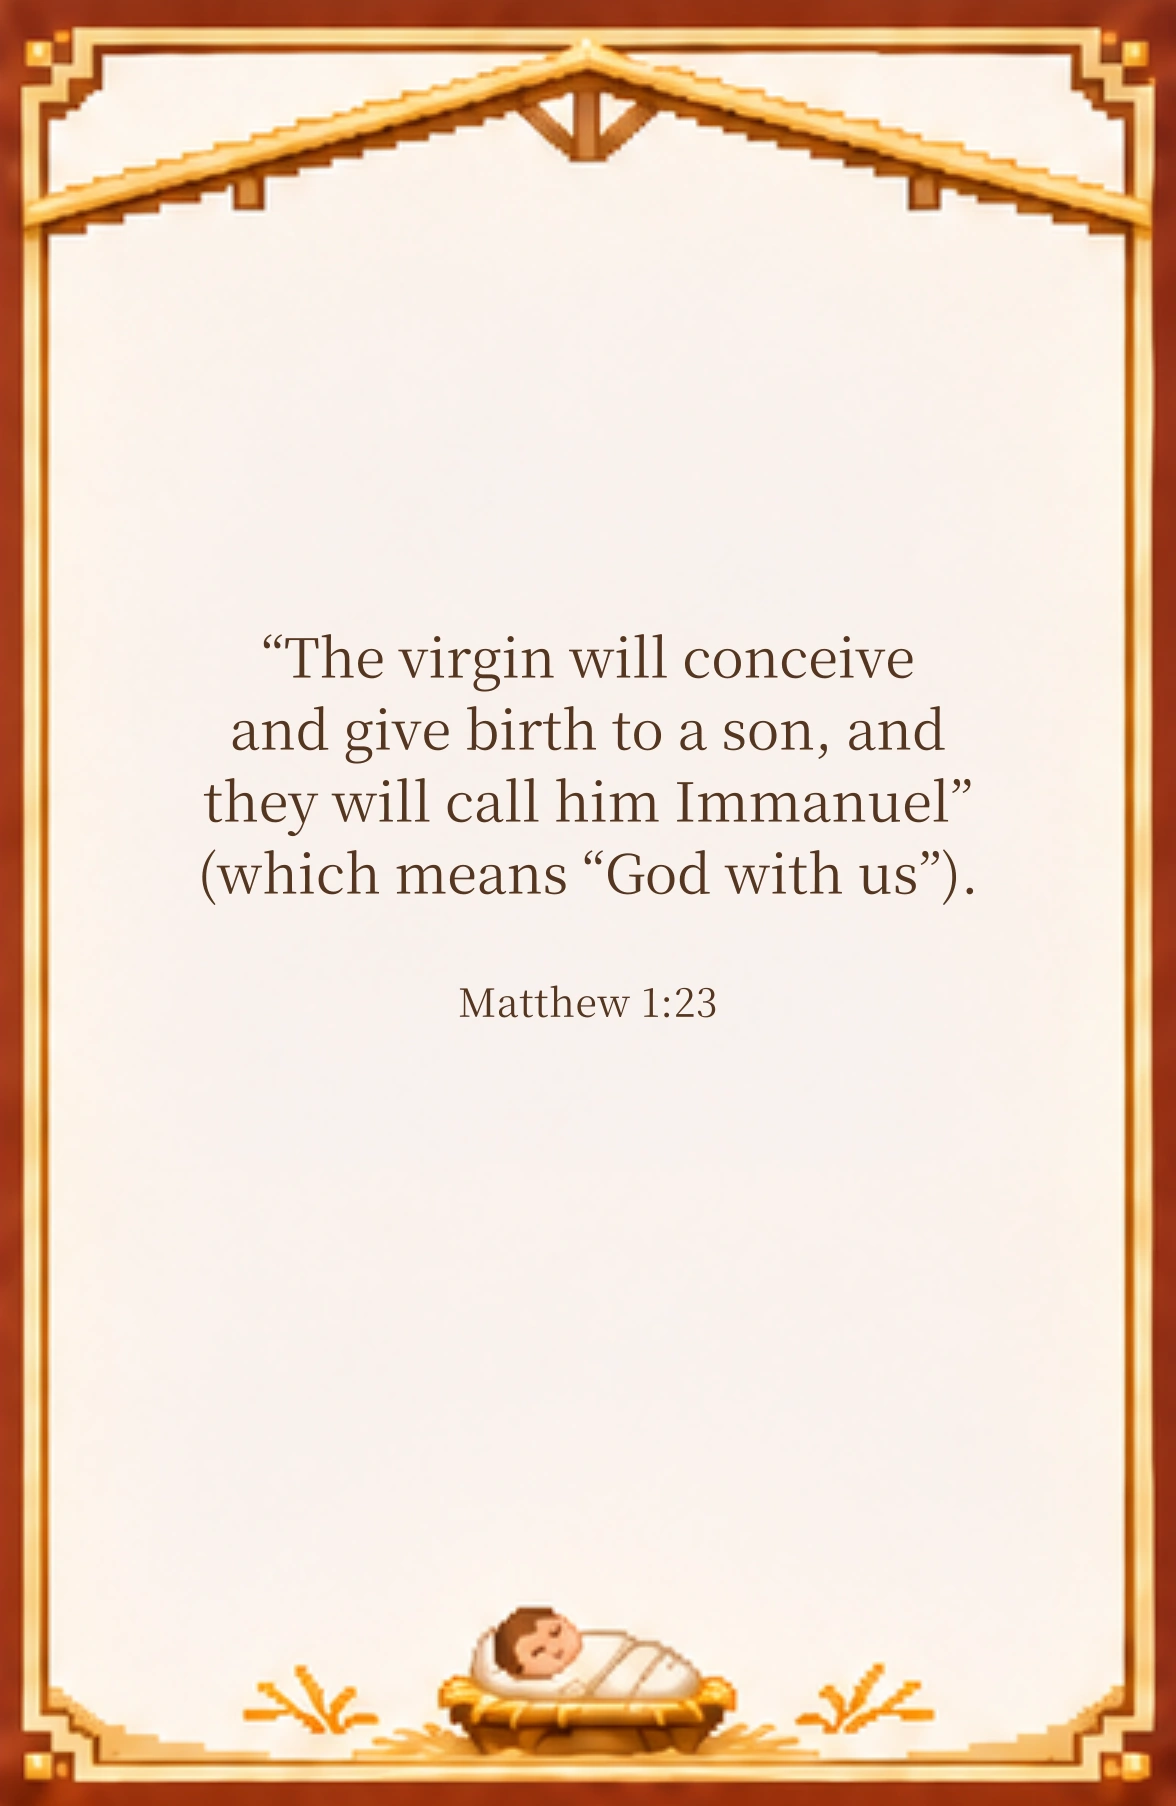 “The virgin will conceive
and give birth to a son, and
they will call him Immanuel”
(which means “God with us”).
Matthew 1:23